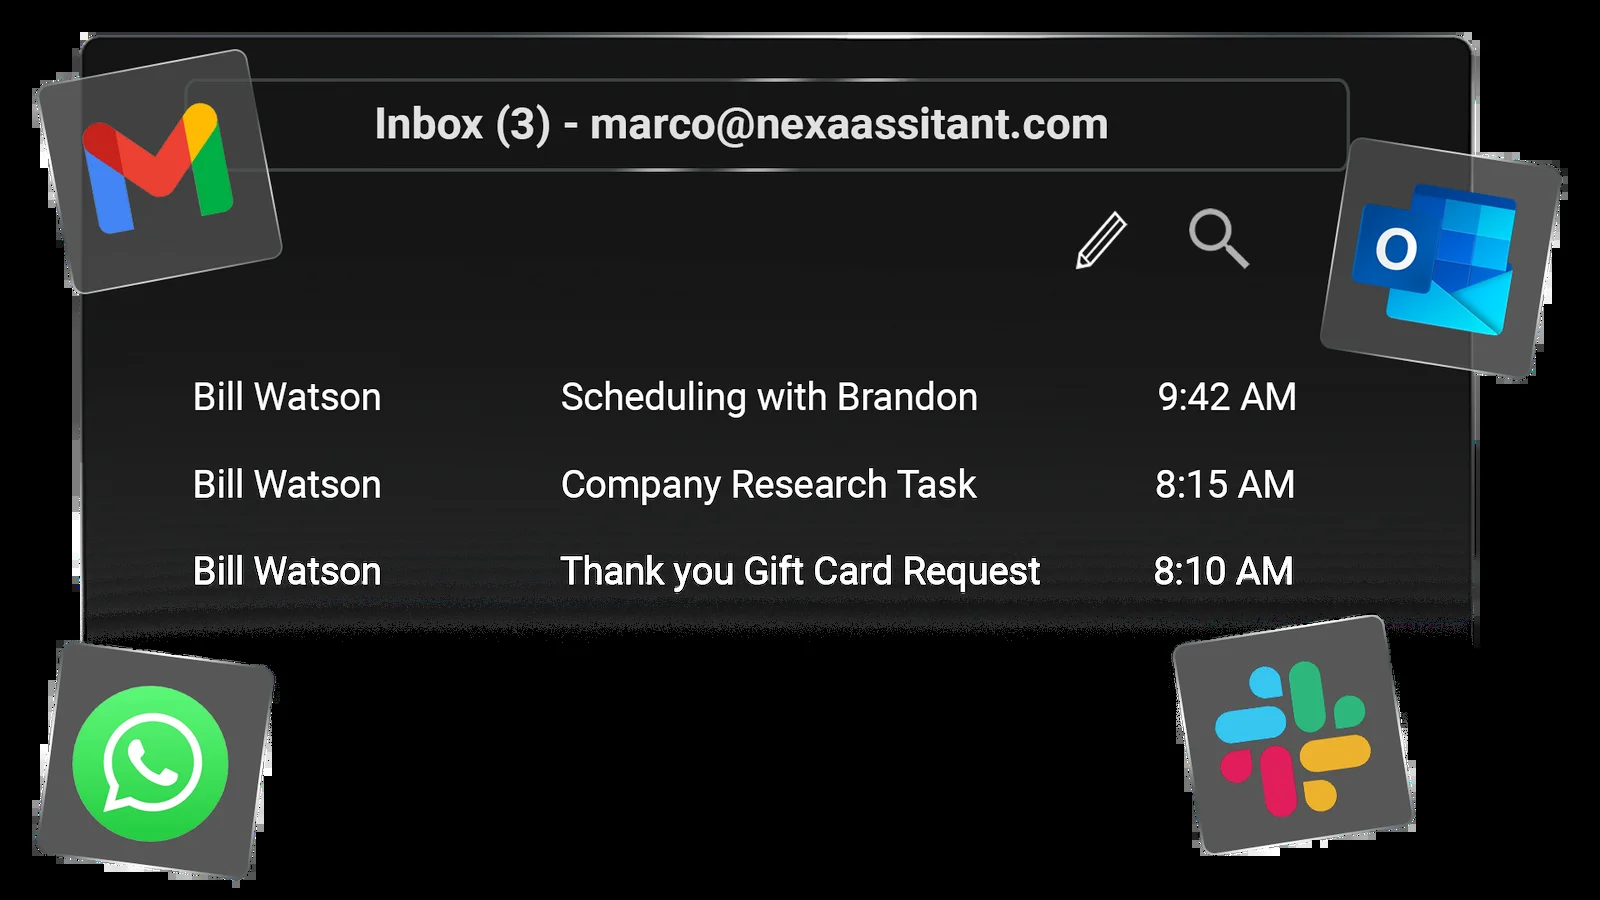 Inbox (3) - marco@nexaassitant.com
O
Bill Watson Scheduling with Brandon 9:42 AM
Bill Watson Company Research Task 8:15 AM
Bill Watson Thank you Gift Card Request 8:10 AM